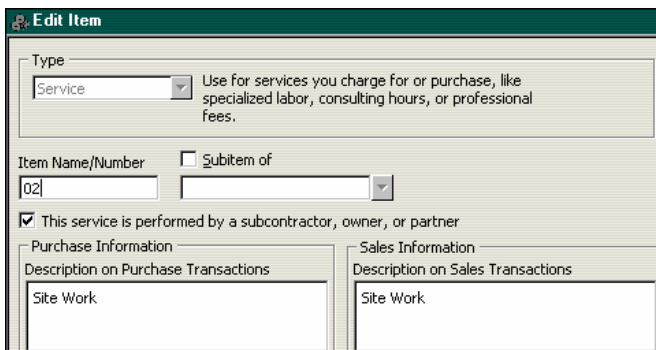 Edit Item
Type
Service
Use for services you charge for or purchase, like
specialized labor, consulting hours, or professional
fees.
Item Name/Number
Subitem of
02
This service is performed by a subcontractor, owner, or partner
Purchase Information
Sales Information
Description on Purchase Transactions
Description on Sales Transactions
Site Work
Site Work